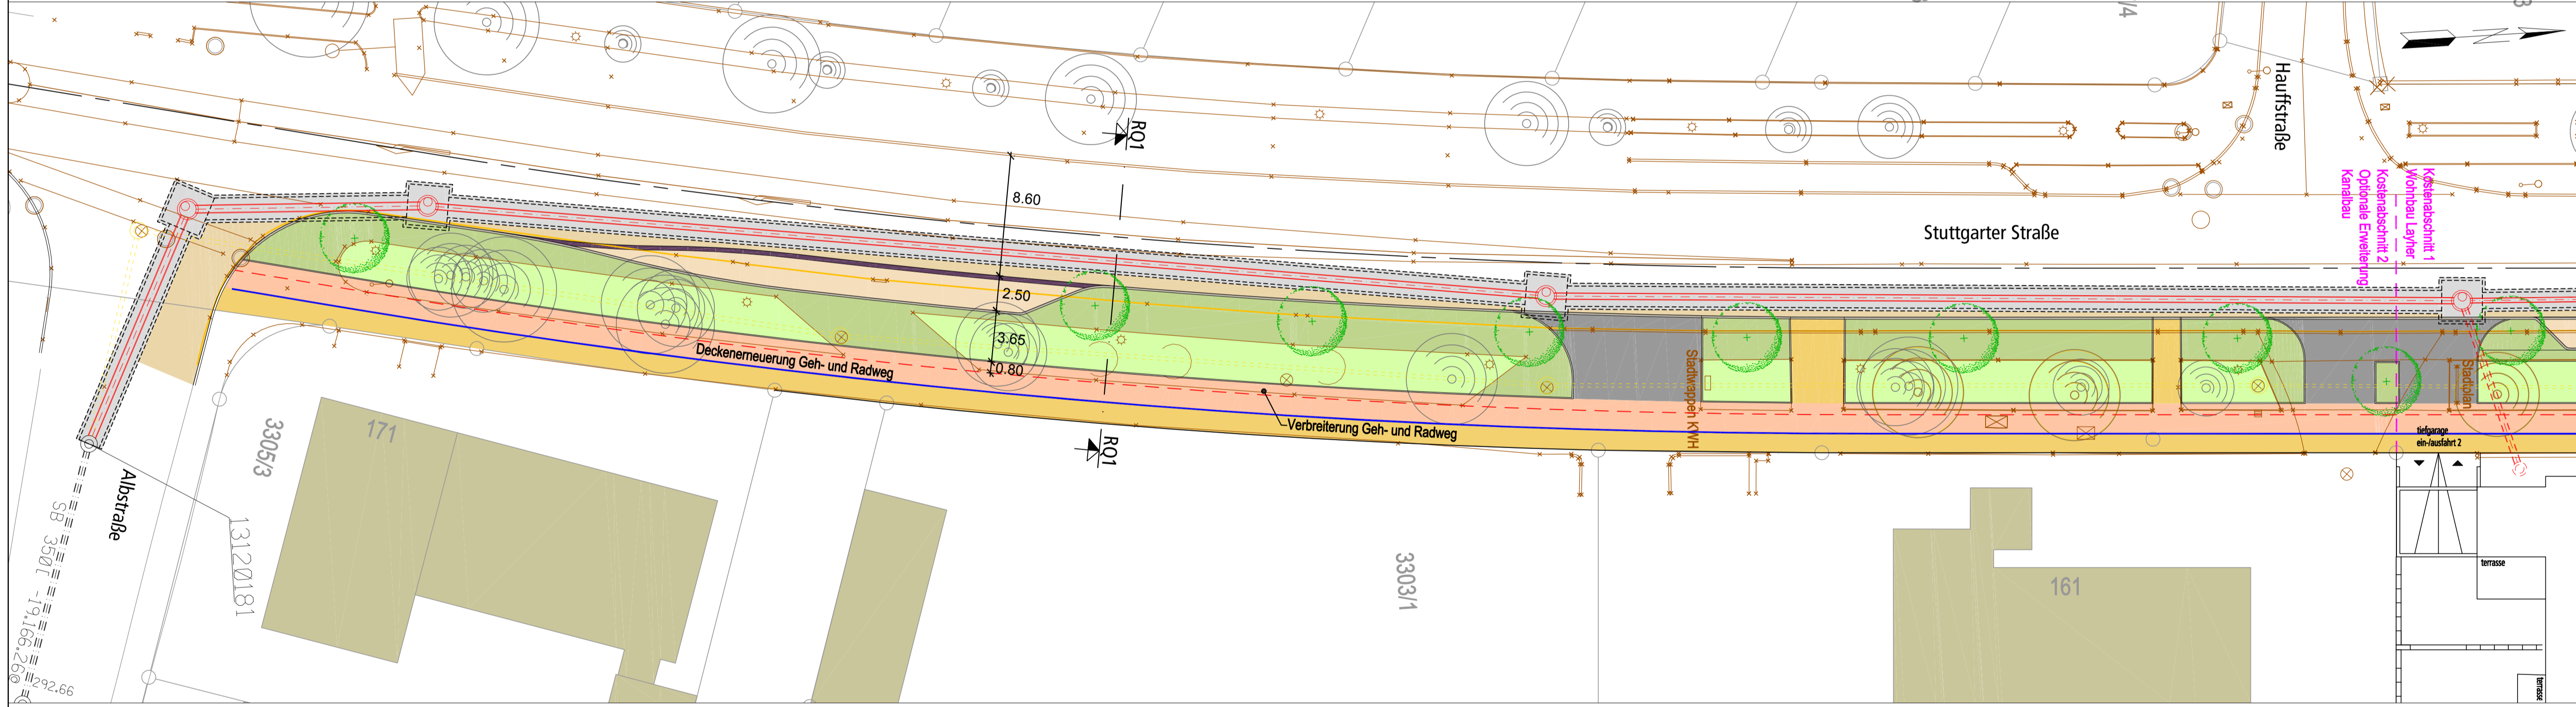 /4
RQ1
8.60
Hauffstraße
Kostenabschnitt 1
Wohnbau Layher
Kostenabschnitt 2
Optionale Erweiterung
Kanalbau
Stuttgarter Straße
N
2.50
3.65
0.80
Deckenerneuerung Geh- und Radweg
Verbreiterung Geh- und Radweg
Stadtwappen KWH
Stadtplan
tiefgarage
ein-/ausfahrt 2
RQ1
171
3305/3
Albstraße
13120181
3303/1
161
terrasse
terrasse
292.66